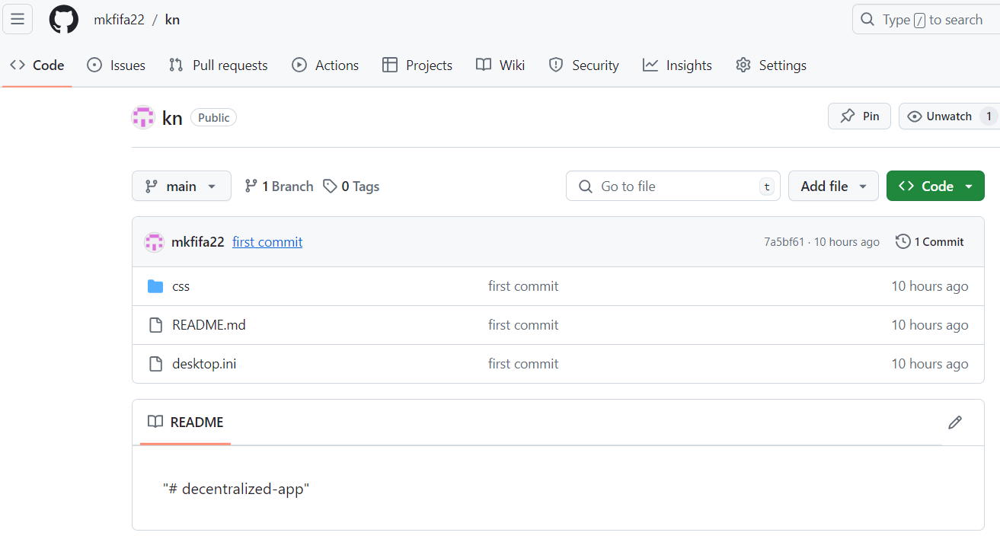 mkfifa22 / kn
Type / to search
Code Issues Pull requests Actions Projects Wiki Security Insights Settings
kn Public
Pin Unwatch 1
main 1 Branch 0 Tags Go to file t Add file Code
mkfifa22 first commit 7a5bf61 · 10 hours ago 1 Commit
css first commit 10 hours ago
README.md first commit 10 hours ago
desktop.ini first commit 10 hours ago
README
"# decentralized-app"